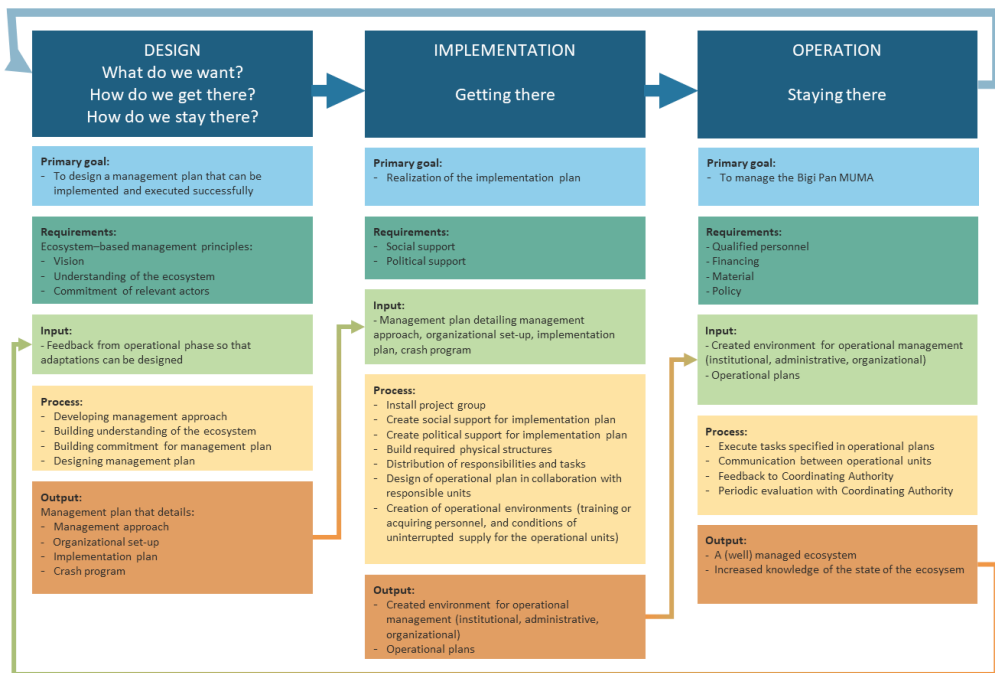 DESIGN
What do we want?
How do we get there?
How do we stay there?
Primary goal:
- To design a management plan that can be
implemented and executed successfully
Requirements:
Ecosystem–based management principles:
- Vision
- Understanding of the ecosystem
- Commitment of relevant actors
Input:
- Feedback from operational phase so that
adaptations can be designed
Process:
- Developing management approach
- Building understanding of the ecosystem
- Building commitment for management plan
- Designing management plan
Output:
Management plan that details:
- Management approach
- Organizational set-up
- Implementation plan
- Crash program
IMPLEMENTATION
Getting there
Primary goal:
- Realization of the implementation plan
Requirements:
- Social support
- Political support
Input:
- Management plan detailing management
approach, organizational set-up, implementation
plan, crash program
Process:
- Install project group
- Create social support for implementation plan
- Create political support for implementation plan
- Build required physical structures
- Distribution of responsibilities and tasks
- Design of operational plan in collaboration with
responsible units
- Creation of operational environments (training or
acquiring personnel, and conditions of
uninterrupted supply for the operational units)
Output:
- Created environment for operational
management (institutional, administrative,
organizational)
- Operational plans
OPERATION
Staying there
Primary goal:
- To manage the Bigi Pan MUMA
Requirements:
- Qualified personnel
- Financing
- Material
- Policy
Input:
- Created environment for operational management
(institutional, administrative, organizational)
- Operational plans
Process:
- Execute tasks specified in operational plans
- Communication between operational units
- Feedback to Coordinating Authority
- Periodic evaluation with Coordinating Authority
Output:
- A (well) managed ecosystem
- Increased knowledge of the state of the ecosysem